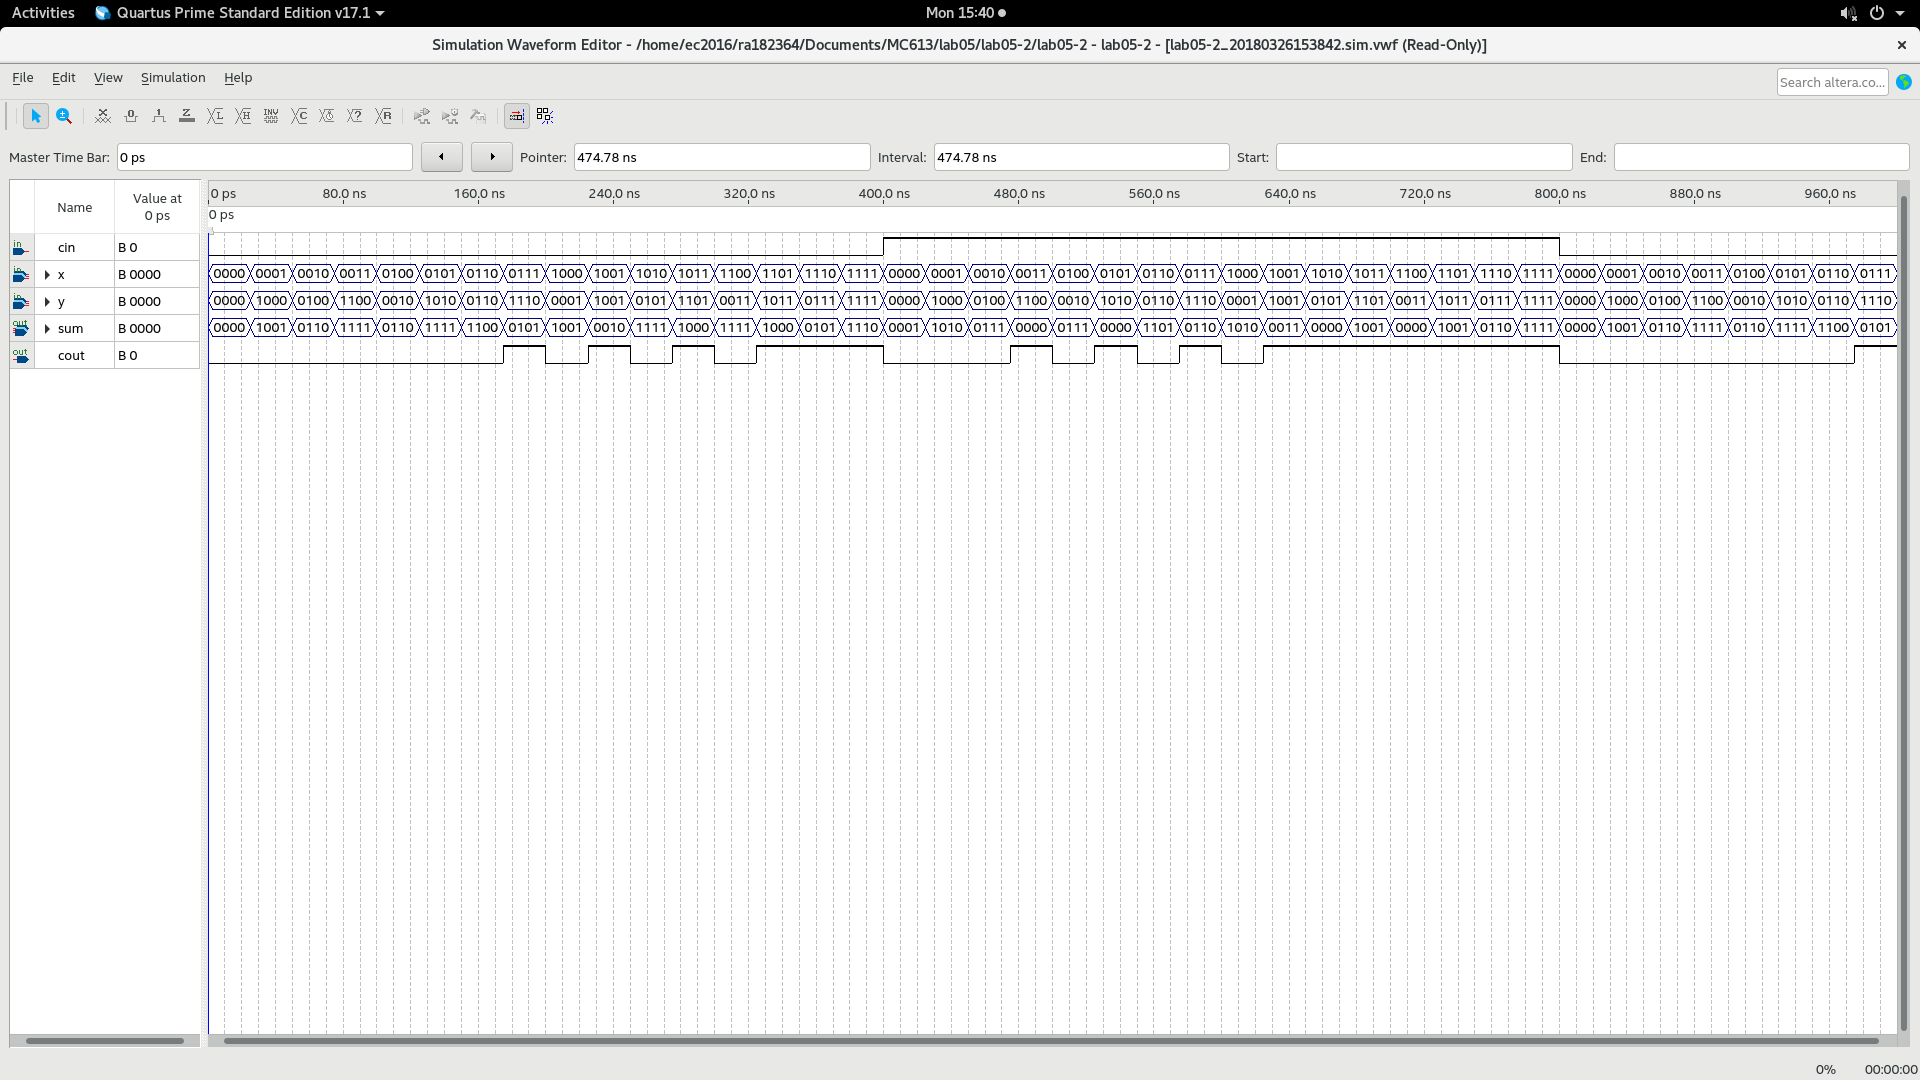 Activities Quartus Prime Standard Edition v17.1 Mon 15:40
Simulation Waveform Editor - /home/ec2016/ra182364/Documents/MC613/lab05/lab05-2/lab05-2 - lab05-2 - [lab05-2_20180326153842.sim.vwf (Read-Only)]
File Edit View Simulation Help Search altera.co...
Master Time Bar: 0 ps Pointer: 474.78 ns Interval: 474.78 ns Start: End:
Name Value at 0 ps 0 ps 80.0 ns 160.0 ns 240.0 ns 320.0 ns 400.0 ns 480.0 ns 560.0 ns 640.0 ns 720.0 ns 800.0 ns 880.0 ns 960.0 ns
0 ps
cin B 0
x B 0000 0000 0001 0010 0011 0100 0101 0110 0111 1000 1001 1010 1011 1100 1101 1110 1111 0000 0001 0010 0011 0100 0101 0110 0111 1000 1001 1010 1011 1100 1101 1110 1111 0000 0001 0010 0011 0100 0101 0110 0111
y B 0000 0000 1000 0100 1100 0010 1010 0110 1110 0001 1001 0101 1101 0011 1011 0111 1111 0000 1000 0100 1100 0010 1010 0110 1110 0001 1001 0101 1101 0011 1011 0111 1111 0000 1000 0100 1100 0010 1010 0110 1110
sum B 0000 0000 1001 0110 1111 0110 1111 1100 0101 1001 0010 1111 1000 1111 1000 0101 1110 0001 1010 0111 0000 0111 0000 1101 0110 1010 0011 0000 1001 0000 1001 0110 1111 0000 1001 0110 1111 0110 1111 1100 0101
cout B 0
0% 00:00:00